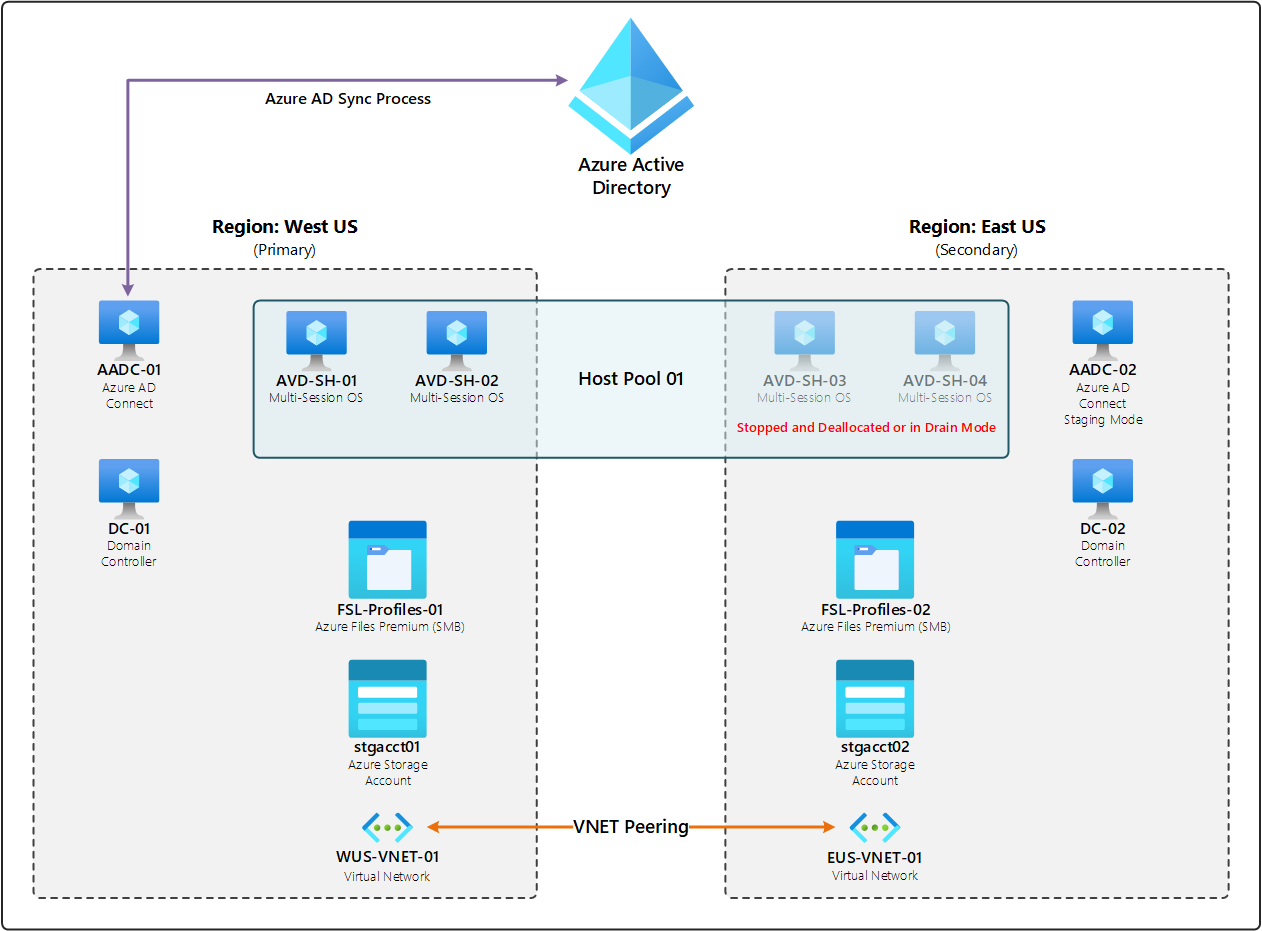 Azure AD Sync Process
Azure Active
Directory
Region: West US
(Primary)
Region: East US
(Secondary)
AADC-01
Azure AD
Connect
AVD-SH-01
Multi-Session OS
AVD-SH-02
Multi-Session OS
Host Pool 01
AVD-SH-03
Multi-Session OS
AVD-SH-04
Multi-Session OS
Stopped and Deallocated or in Drain Mode
AADC-02
Azure AD
Connect
Staging Mode
DC-01
Domain
Controller
DC-02
Domain
Controller
FSL-Profiles-01
Azure Files Premium (SMB)
FSL-Profiles-02
Azure Files Premium (SMB)
stgacct01
Azure Storage
Account
stgacct02
Azure Storage
Account
VNET Peering
WUS-VNET-01
Virtual Network
EUS-VNET-01
Virtual Network